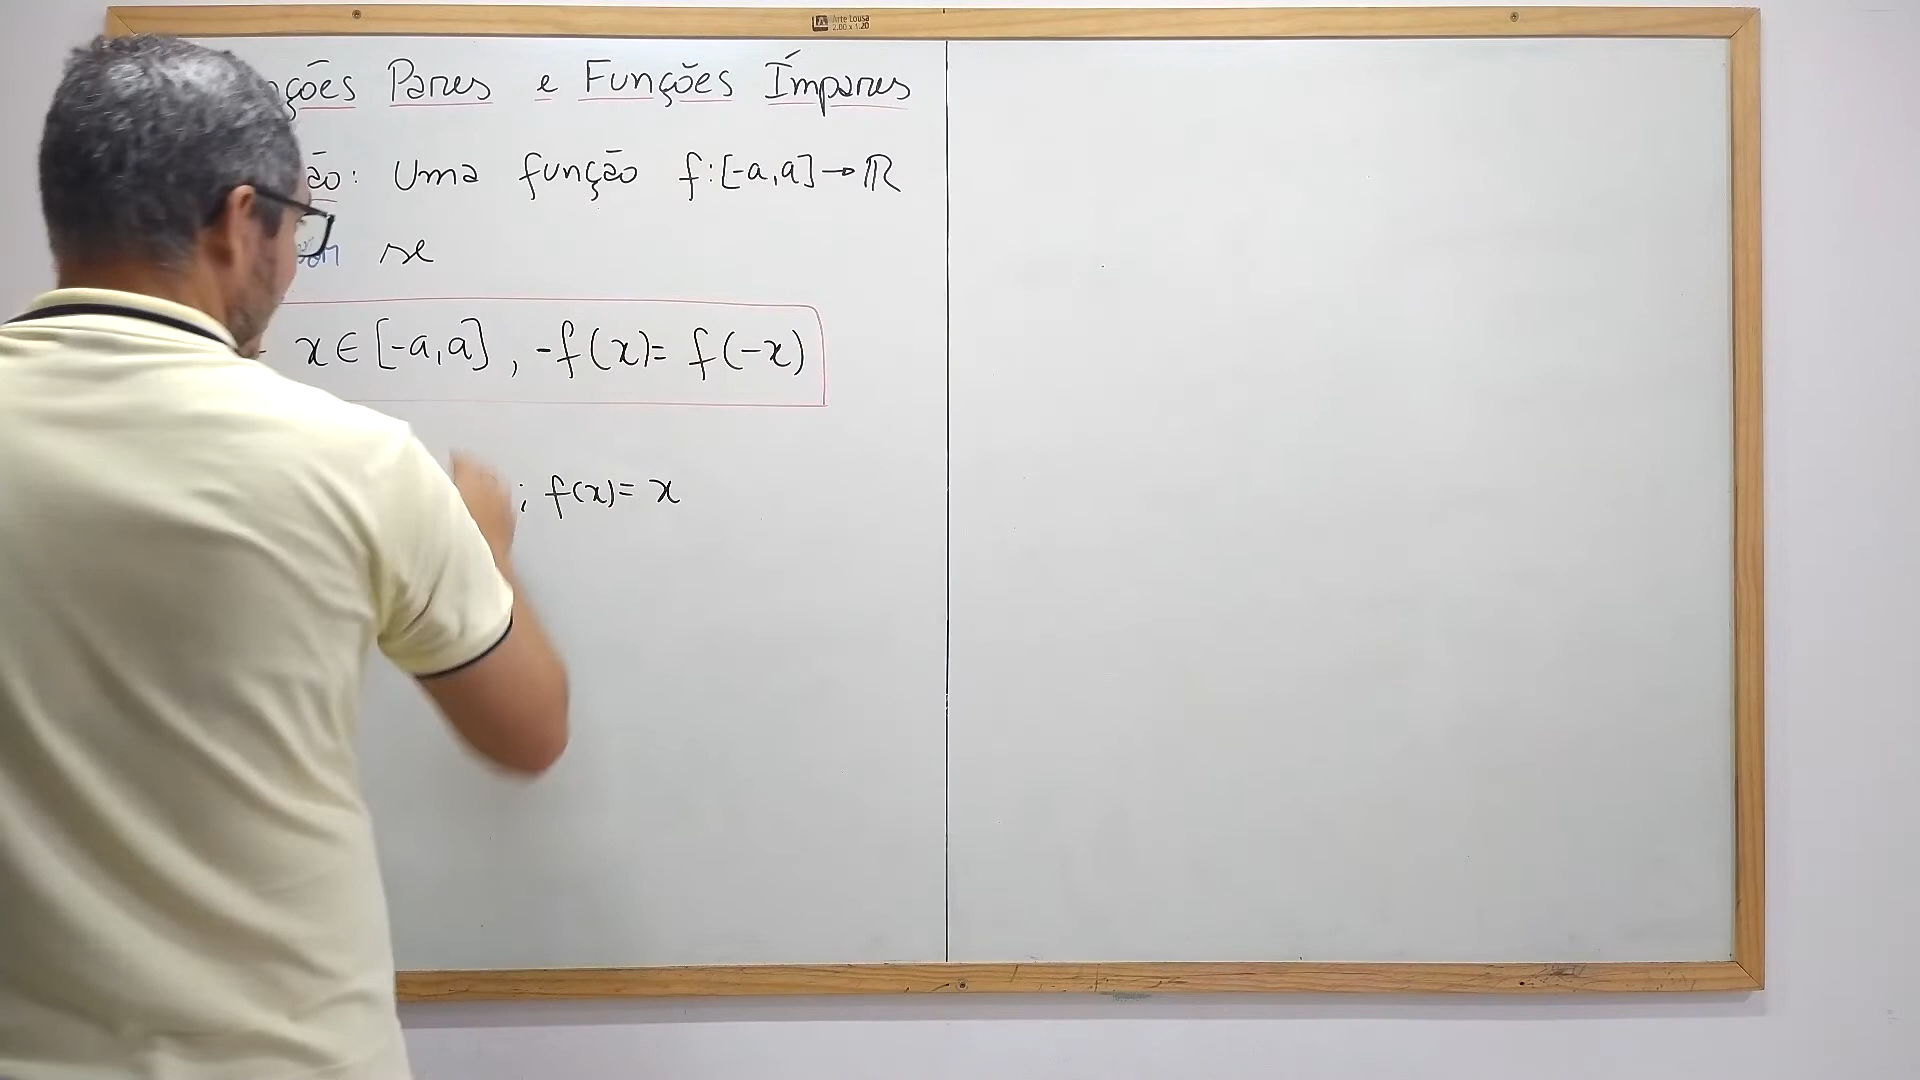 Arte Lousa
2.00 x 1.20
ções Pares e Funções Ímpares
ão: Uma função f:[-a,a]→ℝ
se
x ∈ [-a,a], -f(x)= f(-x)
; f(x)= x